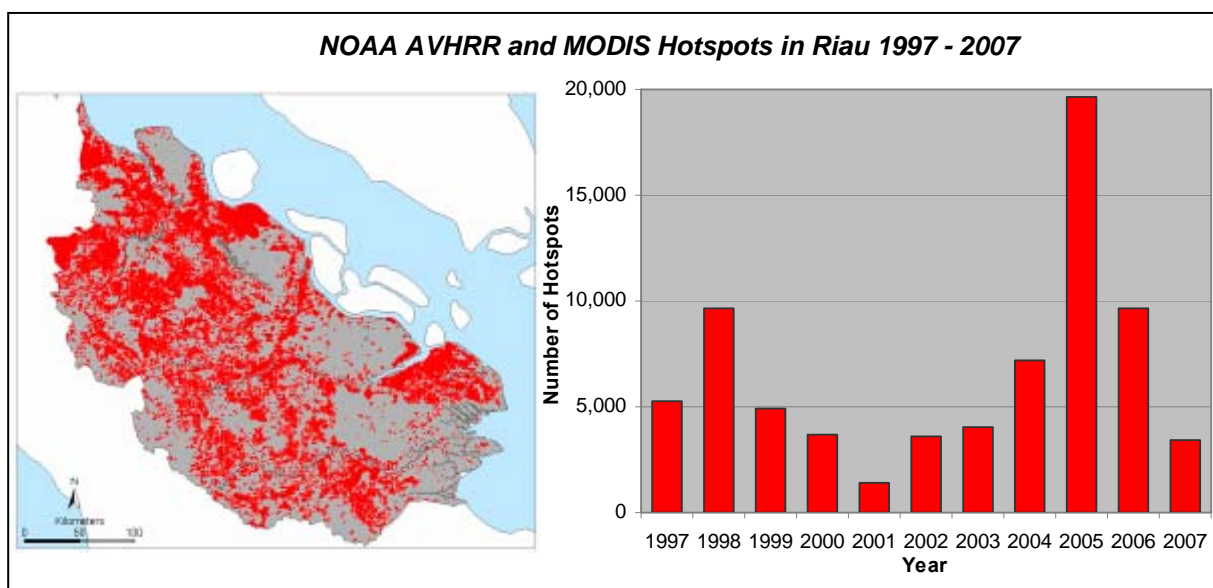 NOAA AVHRR and MODIS Hotspots in Riau 1997 - 2007
N
Kilometers
0 50 100
Number of Hotspots
20,000
15,000
10,000
5,000
0
1997 1998 1999 2000 2001 2002 2003 2004 2005 2006 2007
Year